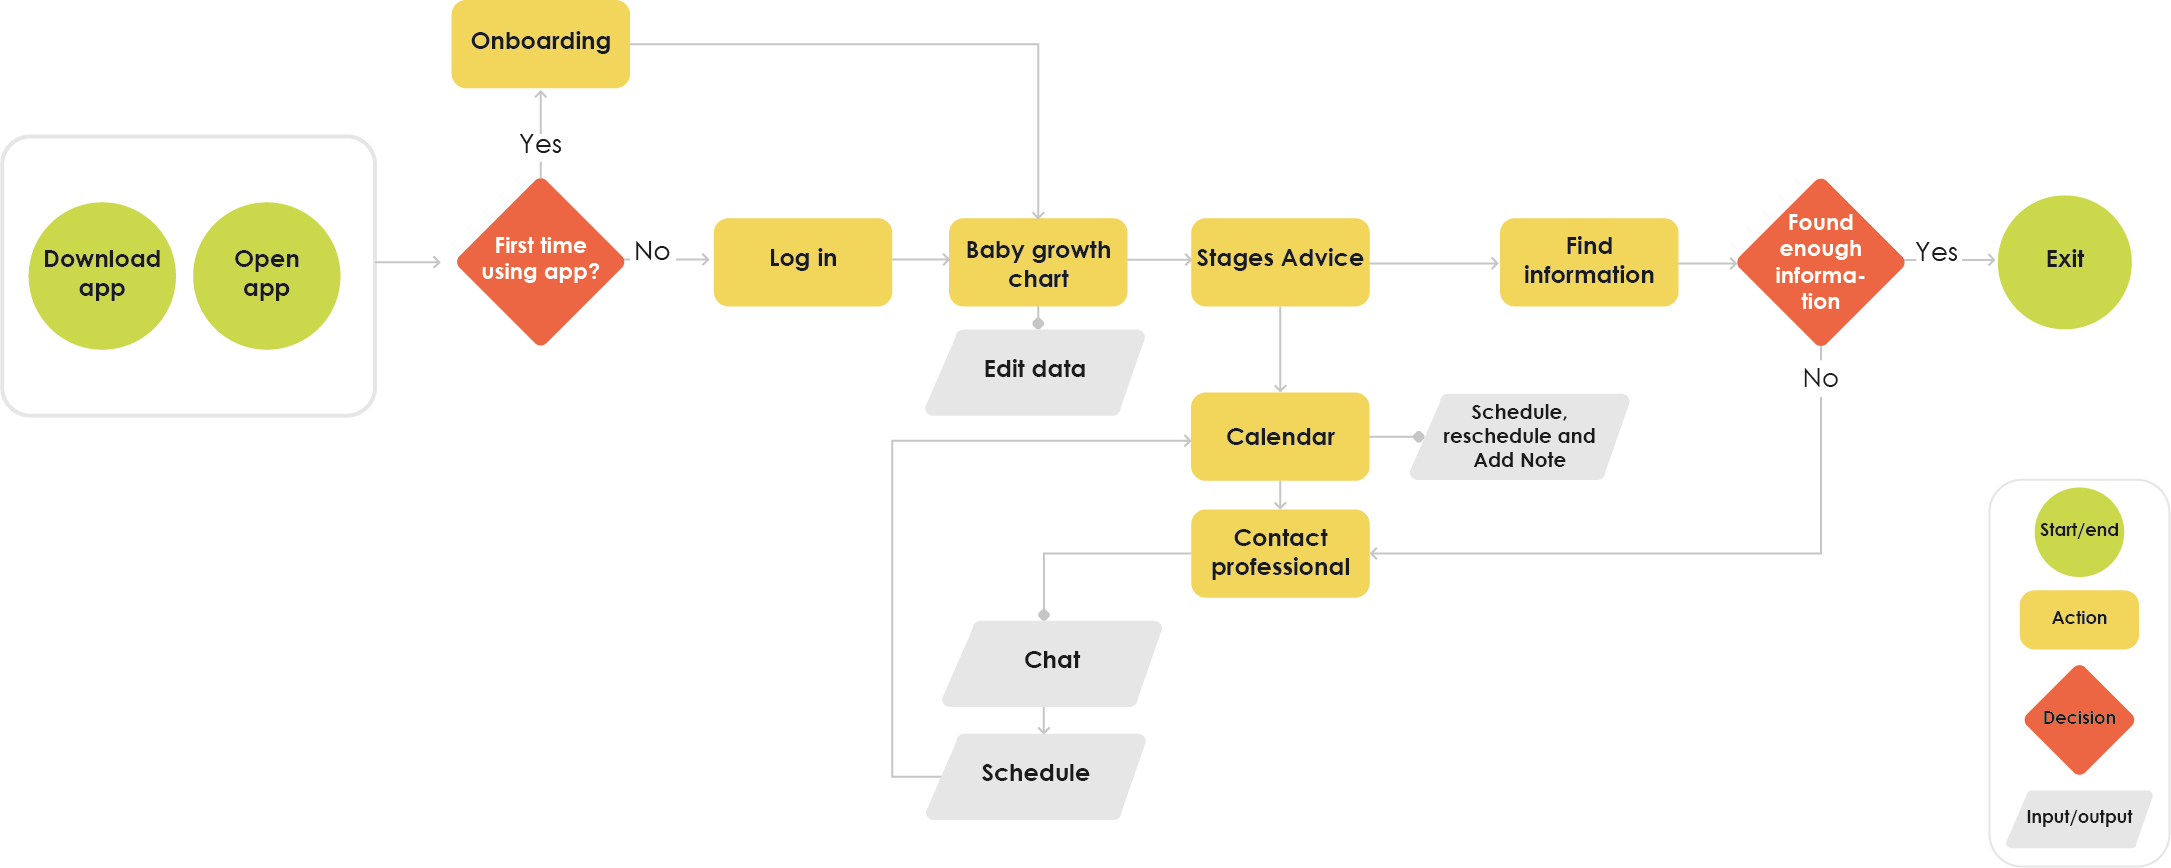 Onboarding
Yes
Download
app
Open
app
First time
using app?
No
Log in
Baby growth
chart
Stages Advice
Find
information
Found
enough
informa-
tion
Yes
Exit
Edit data
No
Calendar
Schedule,
reschedule and
Add Note
Contact
professional
Chat
Schedule
Start/end
Action
Decision
Input/output